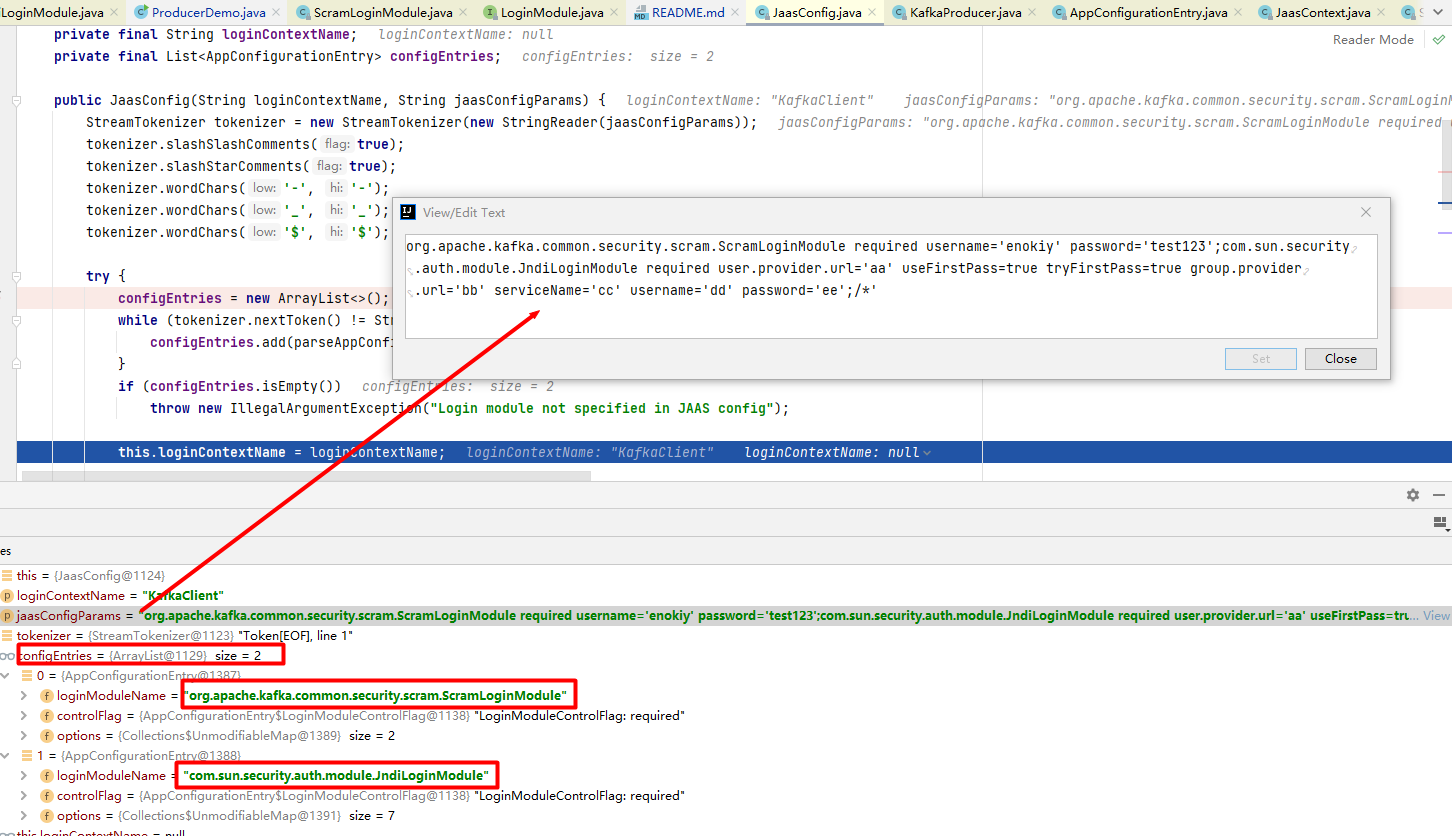 LoginModule.java
ProducerDemo.java
ScramLoginModule.java
LoginModule.java
README.md
JaasConfig.java
KafkaProducer.java
AppConfigurationEntry.java
JaasContext.java
private final String loginContextName;   loginContextName: null
private final List<AppConfigurationEntry> configEntries;   configEntries:  size = 2
Reader Mode
public JaasConfig(String loginContextName, String jaasConfigParams) {   loginContextName: "KafkaClient"    jaasConfigParams: "org.apache.kafka.common.security.scram.ScramLoginM
StreamTokenizer tokenizer = new StreamTokenizer(new StringReader(jaasConfigParams));   jaasConfigParams: "org.apache.kafka.common.security.scram.ScramLoginModule required
tokenizer.slashSlashComments( flag: true);
tokenizer.slashStarComments( flag: true);
tokenizer.wordChars( low: '-', hi: '-');
tokenizer.wordChars( low: '_', hi: '_');
tokenizer.wordChars( low: '$', hi: '$');
View/Edit Text
org.apache.kafka.common.security.scram.ScramLoginModule required username='enokiy' password='test123';com.sun.security
.auth.module.JndiLoginModule required user.provider.url='aa' useFirstPass=true tryFirstPass=true group.provider
.url='bb' serviceName='cc' username='dd' password='ee';/*'
Set
Close
try {
configEntries = new ArrayList<>();
while (tokenizer.nextToken() != Str
configEntries.add(parseAppConfi
}
if (configEntries.isEmpty())   configEntries:  size = 2
throw new IllegalArgumentException("Login module not specified in JAAS config");
this.loginContextName = loginContextName;   loginContextName: "KafkaClient"    loginContextName: null
es
this = {JaasConfig@1124}
loginContextName = "KafkaClient"
jaasConfigParams = "org.apache.kafka.common.security.scram.ScramLoginModule required username='enokiy' password='test123';com.sun.security.auth.module.JndiLoginModule required user.provider.url='aa' useFirstPass=tru... View
tokenizer = {StreamTokenizer@1123} "Token[EOF], line 1"
configEntries = {ArrayList@1129}  size = 2
0 = {AppConfigurationEntry@1387}
loginModuleName = "org.apache.kafka.common.security.scram.ScramLoginModule"
controlFlag = {AppConfigurationEntry$LoginModuleControlFlag@1138} "LoginModuleControlFlag: required"
options = {Collections$UnmodifiableMap@1389}  size = 2
1 = {AppConfigurationEntry@1388}
loginModuleName = "com.sun.security.auth.module.JndiLoginModule"
controlFlag = {AppConfigurationEntry$LoginModuleControlFlag@1138} "LoginModuleControlFlag: required"
options = {Collections$UnmodifiableMap@1391}  size = 7
this.loginContextName = null